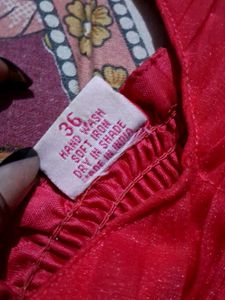 36
HAND WASH
SOFT IRON
DRY IN SHADE
MADE IN INDIA